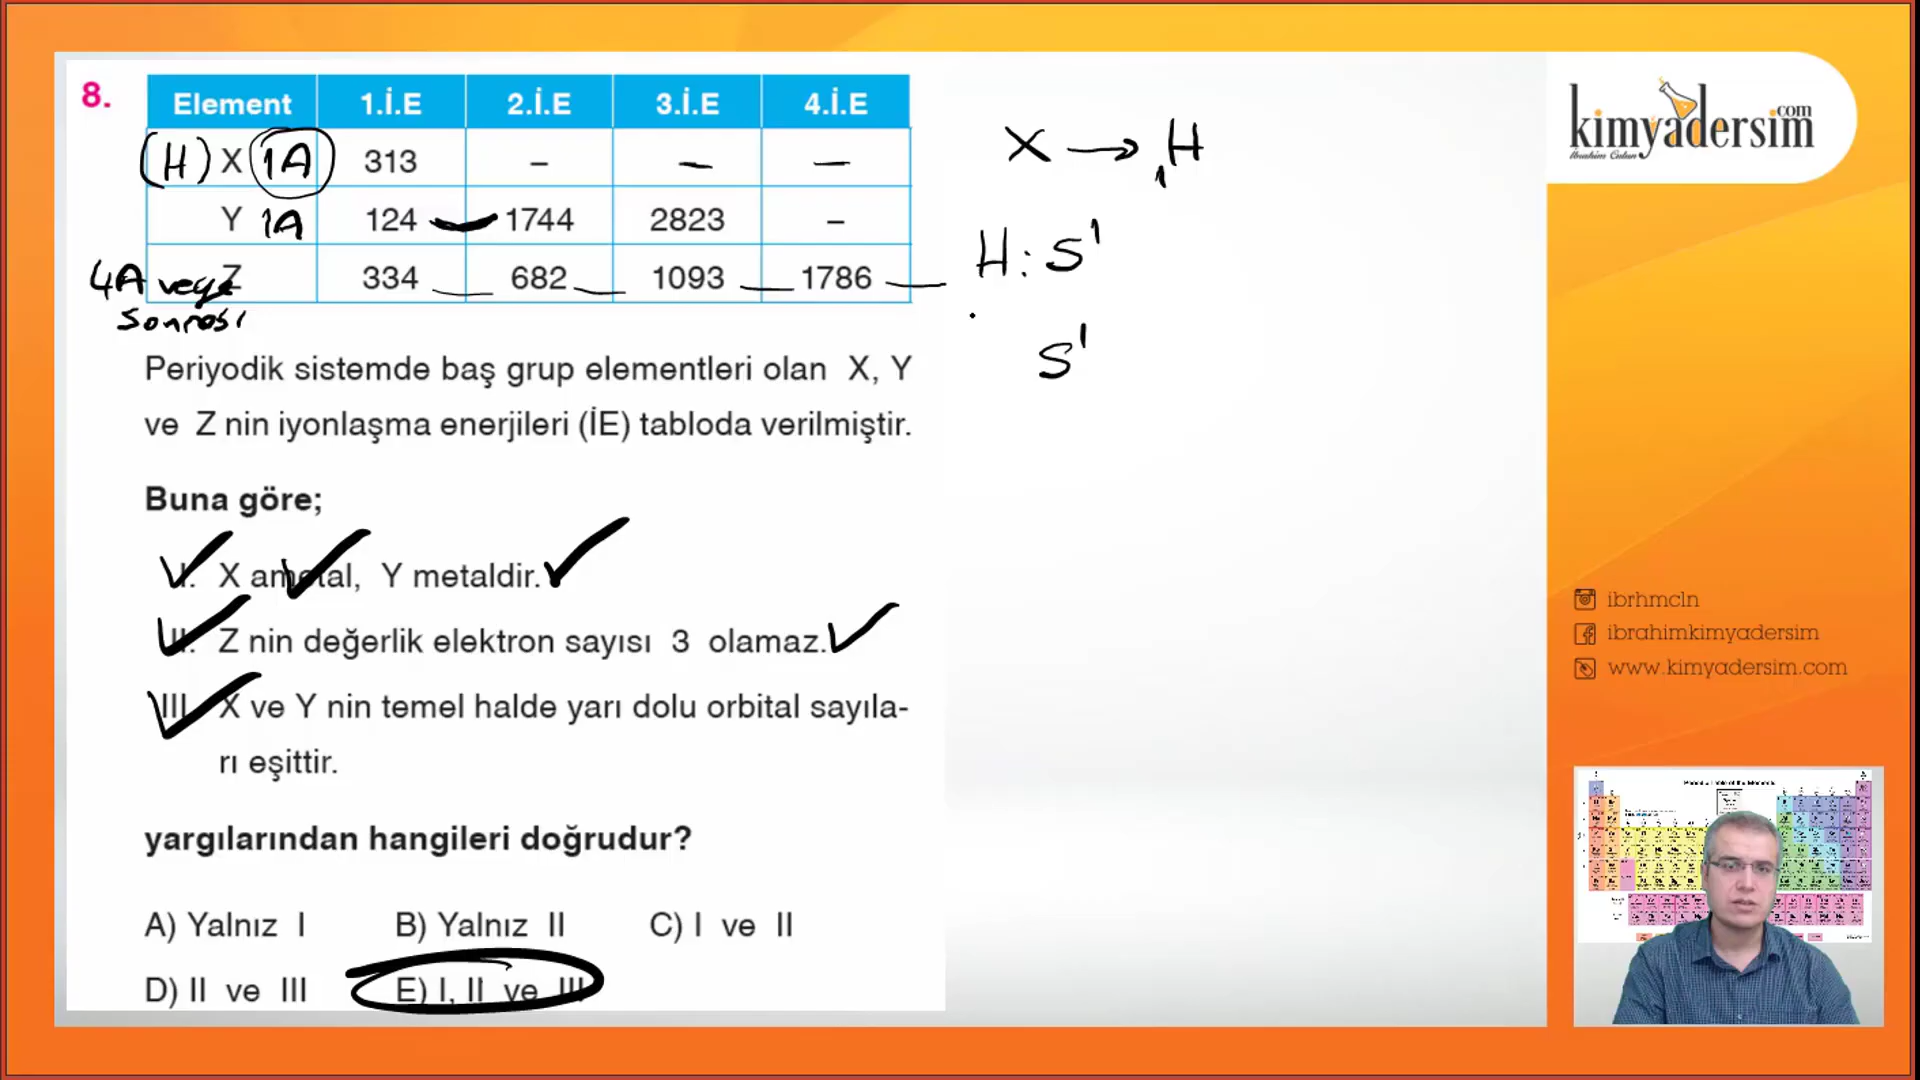 8.
Element 1.İ.E 2.İ.E 3.İ.E 4.İ.E
(H) X 1A 313 – – –
Y 1A 124 1744 2823 –
4A veya Z 334 682 1093 1786
sonrası
Periyodik sistemde baş grup elementleri olan X, Y
ve Z nin iyonlaşma enerjileri (İE) tabloda verilmiştir.
Buna göre;
I. X ametal, Y metaldir.
II. Z nin değerlik elektron sayısı 3 olamaz.
III. X ve Y nin temel halde yarı dolu orbital sayıla-
rı eşittir.
yargılarından hangileri doğrudur?
A) Yalnız I B) Yalnız II C) I ve II
D) II ve III E) I, II ve III
X → ₁H
H: S¹
S¹
kimyadersim.com
İbrahim Çulun
ibrhmcln
ibrahimkimyadersim
www.kimyadersim.com